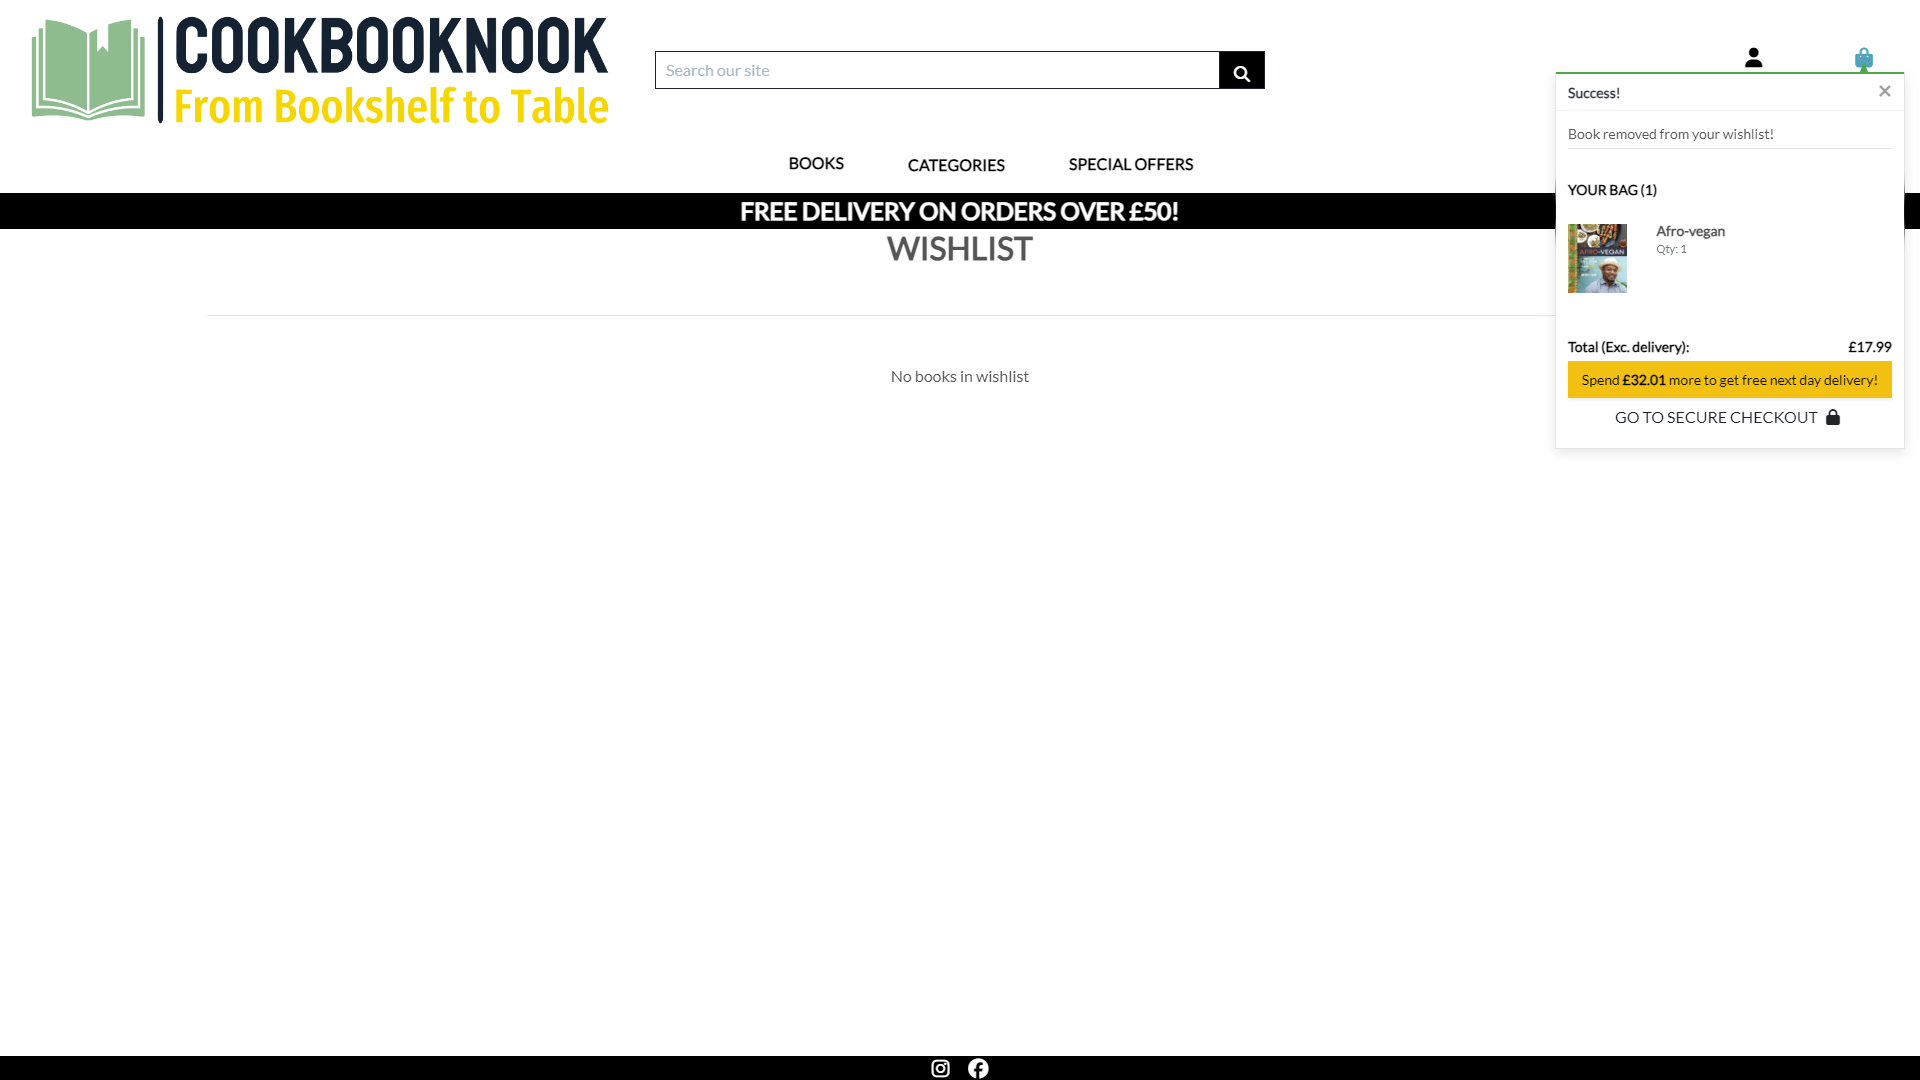 COOKBOOKNOOK
From Bookshelf to Table
Search our site
BOOKS
CATEGORIES
SPECIAL OFFERS
FREE DELIVERY ON ORDERS OVER £50!
WISHLIST
No books in wishlist
Success!
×
Book removed from your wishlist!
YOUR BAG (1)
AFRO-VEGAN
Afro-vegan
Qty: 1
Total (Exc. delivery): £17.99
Spend £32.01 more to get free next day delivery!
GO TO SECURE CHECKOUT